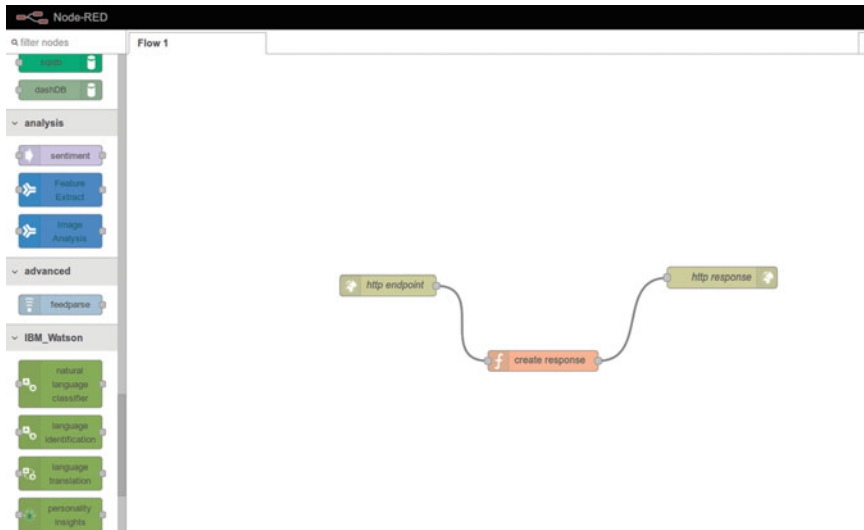 Node-RED
filter nodes
Flow 1
sqldb
dashDB
analysis
sentiment
Feature
Extract
Image
Analysis
advanced
feedparse
IBM_Watson
natural
language
classifier
language
identification
language
translation
personality
insights
http endpoint
create response
http response